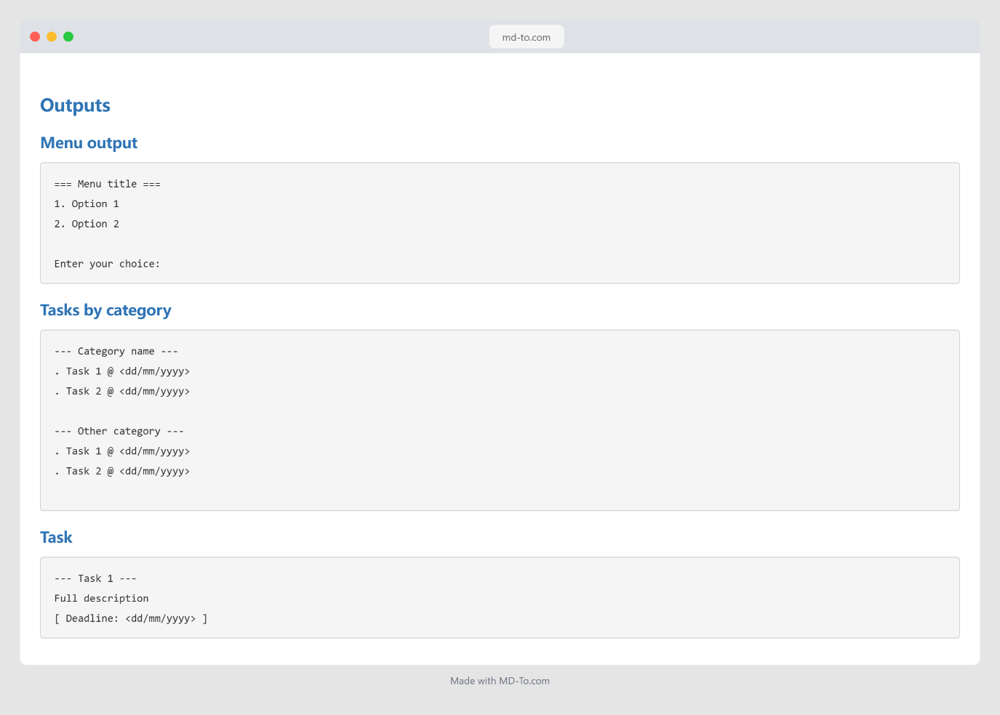 md-to.com
Outputs
Menu output
=== Menu title ===
1. Option 1
2. Option 2
Enter your choice:
Tasks by category
--- Category name ---
. Task 1 @ <dd/mm/yyyy>
. Task 2 @ <dd/mm/yyyy>
--- Other category ---
. Task 1 @ <dd/mm/yyyy>
. Task 2 @ <dd/mm/yyyy>
Task
--- Task 1 ---
Full description
[ Deadline: <dd/mm/yyyy> ]
Made with MD-To.com